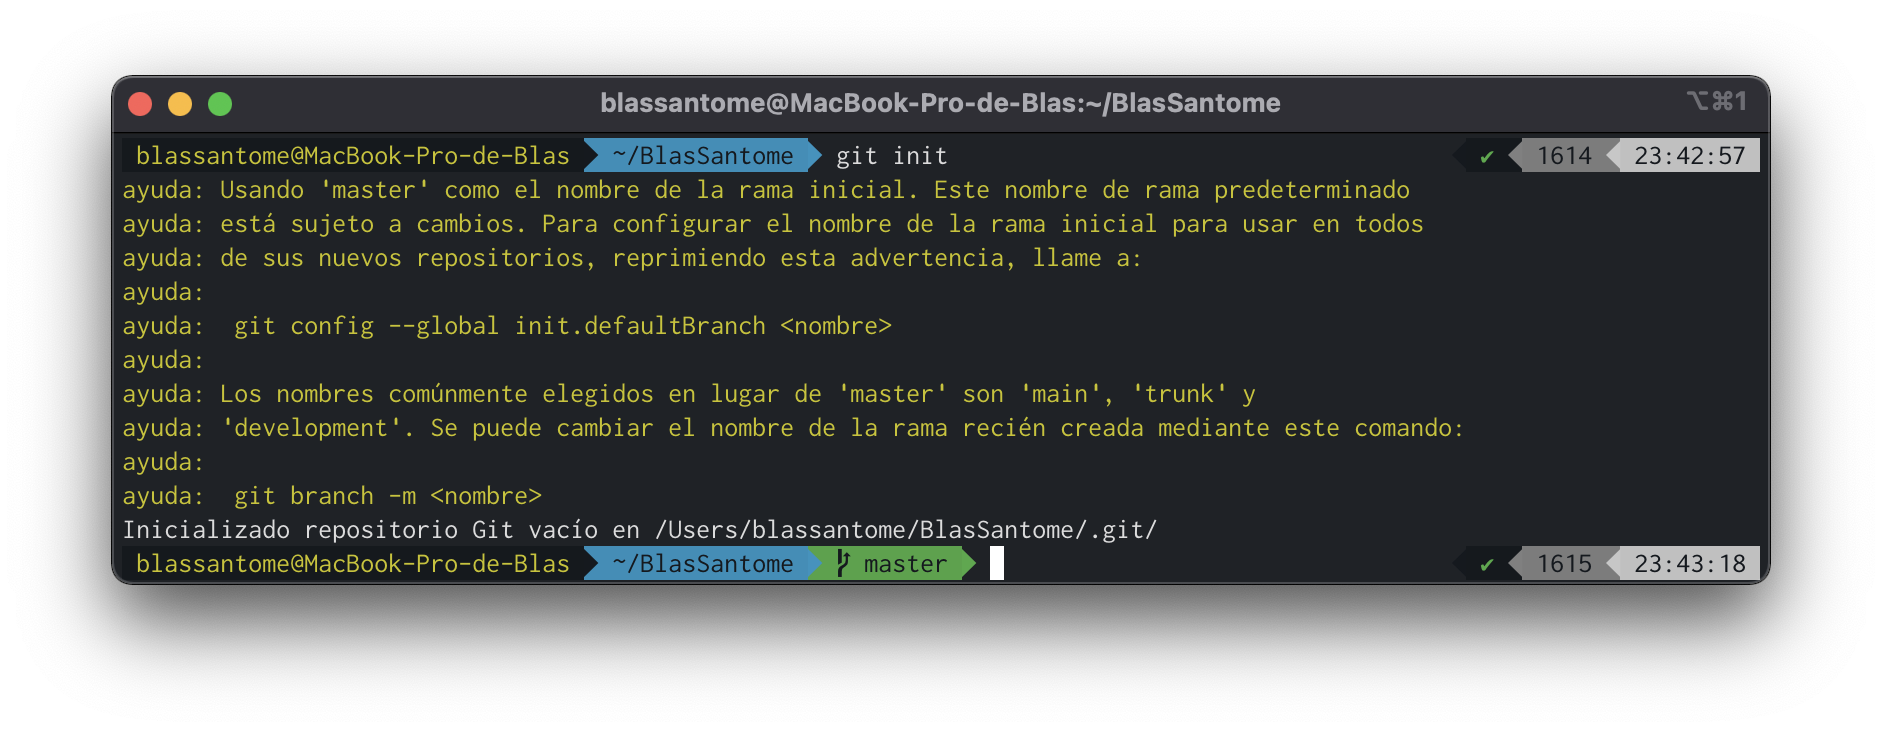 blassantome@MacBook-Pro-de-Blas:~/BlasSantome ⌥⌘1
blassantome@MacBook-Pro-de-Blas ~/BlasSantome git init ✔ 1614 23:42:57
ayuda: Usando 'master' como el nombre de la rama inicial. Este nombre de rama predeterminado
ayuda: está sujeto a cambios. Para configurar el nombre de la rama inicial para usar en todos
ayuda: de sus nuevos repositorios, reprimiendo esta advertencia, llame a:
ayuda:
ayuda:  git config --global init.defaultBranch <nombre>
ayuda:
ayuda: Los nombres comúnmente elegidos en lugar de 'master' son 'main', 'trunk' y
ayuda: 'development'. Se puede cambiar el nombre de la rama recién creada mediante este comando:
ayuda:
ayuda:  git branch -m <nombre>
Inicializado repositorio Git vacío en /Users/blassantome/BlasSantome/.git/
blassantome@MacBook-Pro-de-Blas ~/BlasSantome master ✔ 1615 23:43:18